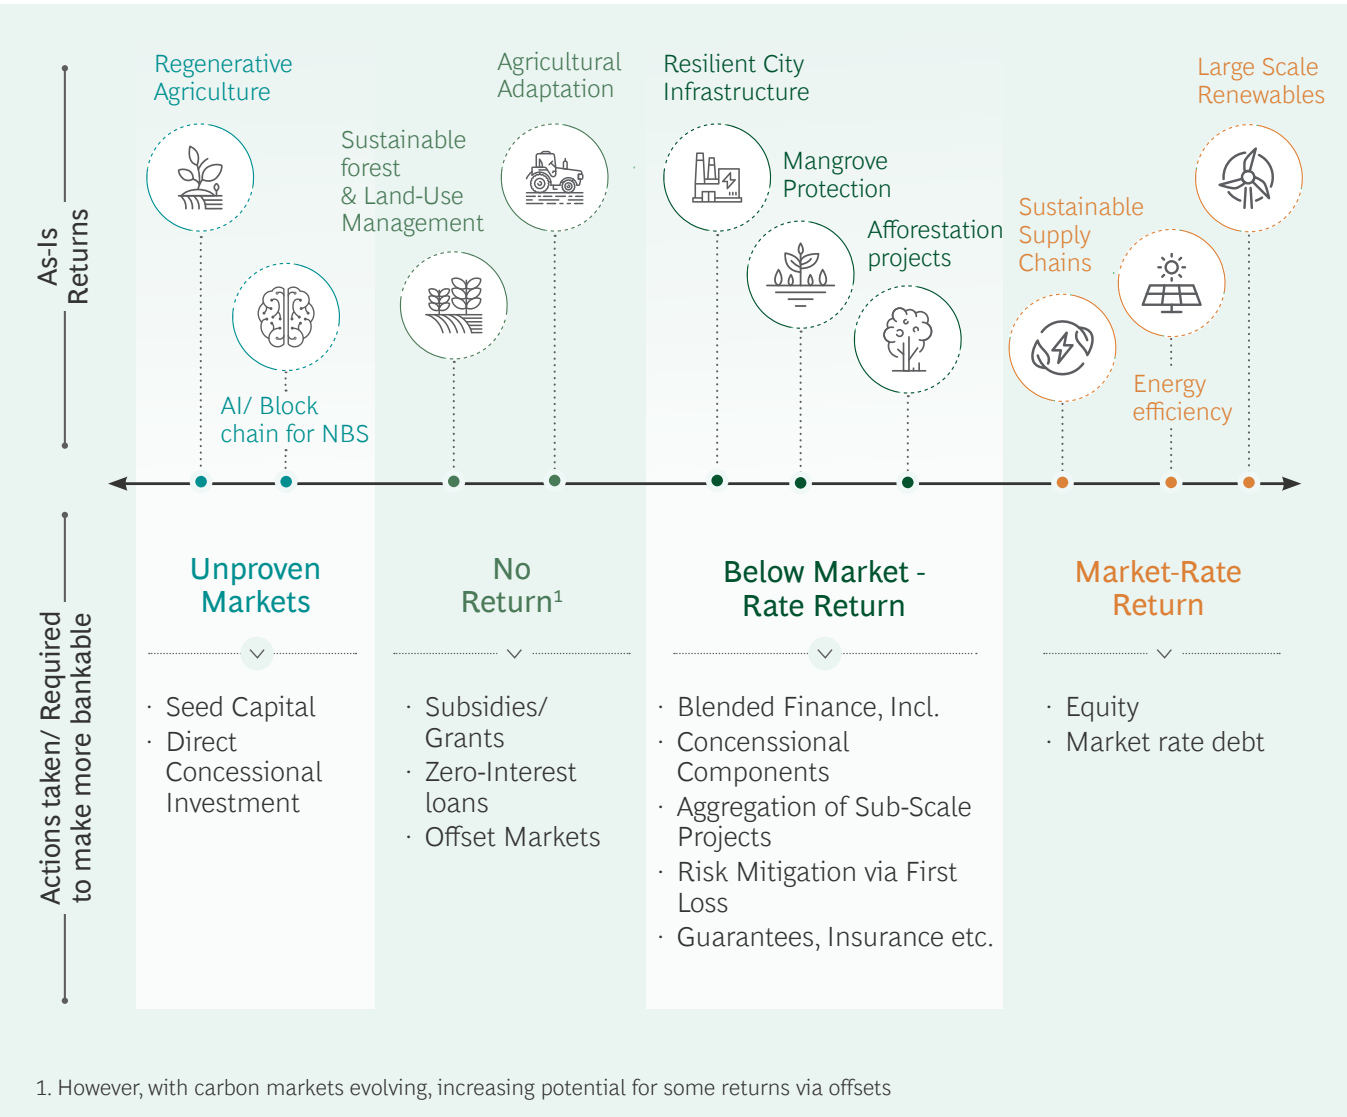 As-Is
Returns
Regenerative
Agriculture
AI/ Block
chain for NBS
Sustainable
forest
& Land-Use
Management
Agricultural
Adaptation
Resilient City
Infrastructure
Mangrove
Protection
Afforestation
projects
Sustainable
Supply
Chains
Energy
efficiency
Large Scale
Renewables
Actions taken/ Required
to make more bankable
Unproven
Markets
· Seed Capital
· Direct
Concessional
Investment
No
Return¹
· Subsidies/
Grants
· Zero-Interest
loans
· Offset Markets
Below Market -
Rate Return
· Blended Finance, Incl.
· Concenssional
Components
· Aggregation of Sub-Scale
Projects
· Risk Mitigation via First
Loss
· Guarantees, Insurance etc.
Market-Rate
Return
· Equity
· Market rate debt
1. However, with carbon markets evolving, increasing potential for some returns via offsets